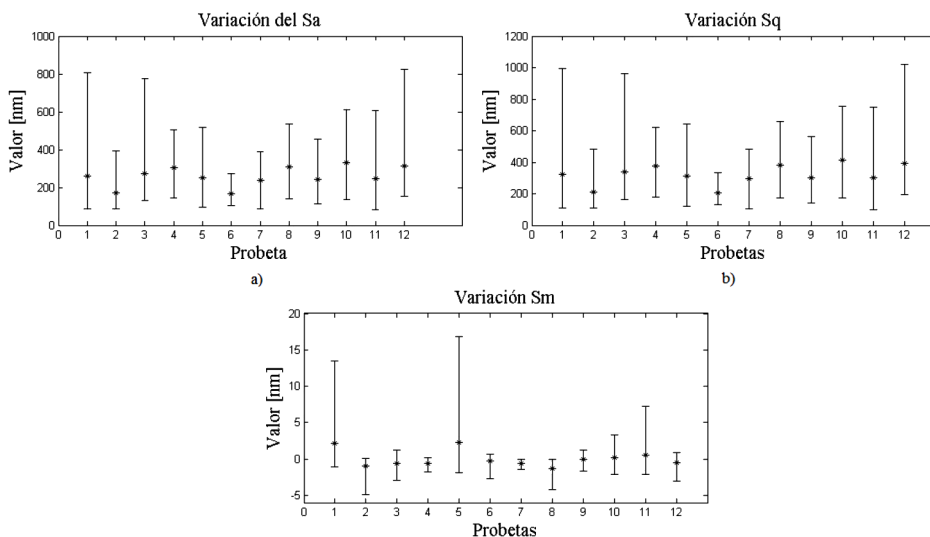 Variación del Sa
1000
800
600
400
200
0
Valor [nm]
0 1 2 3 4 5 6 7 8 9 10 11 12
Probeta
a)
Variación Sq
1200
1000
800
600
400
200
0
Valor [nm]
0 1 2 3 4 5 6 7 8 9 10 11 12
Probetas
b)
Variación Sm
20
15
10
5
0
-5
Valor [nm]
0 1 2 3 4 5 6 7 8 9 10 11 12
Probetas